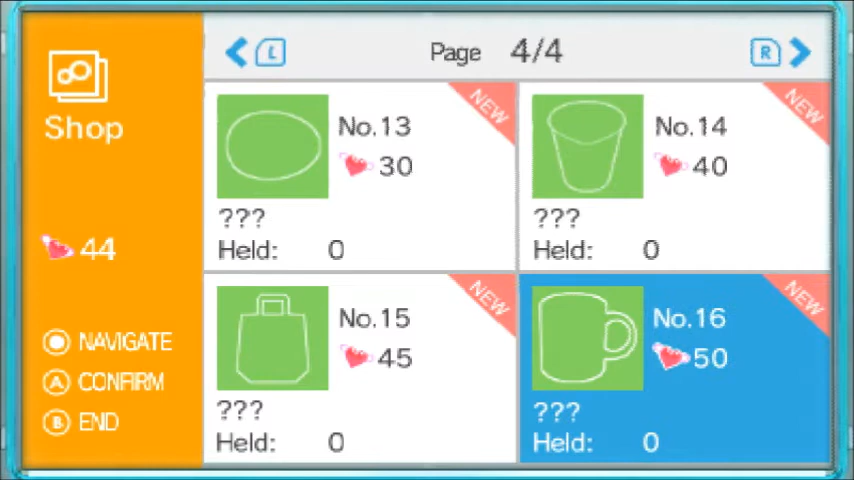 Shop
44
NAVIGATE
A CONFIRM
B END
L Page 4/4 R
NEW
No.13
30
???
Held: 0
NEW
No.14
40
???
Held: 0
NEW
No.15
45
???
Held: 0
NEW
No.16
50
???
Held: 0